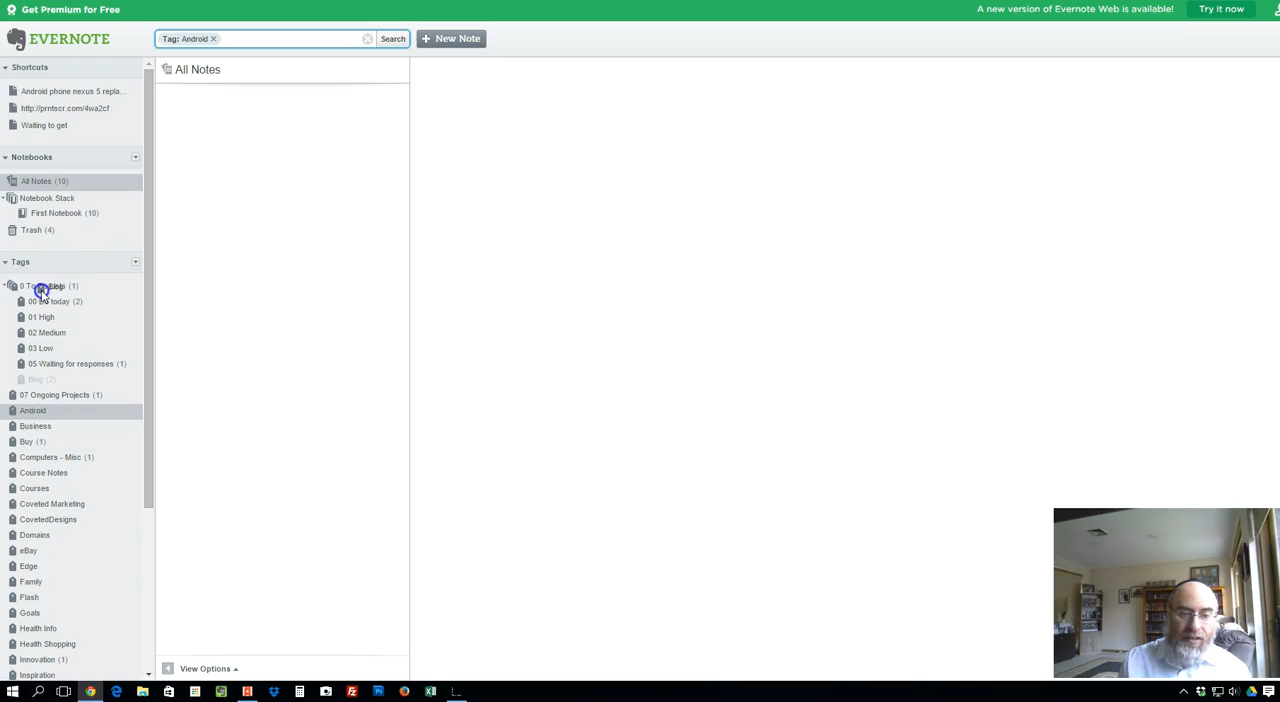 Get Premium for Free
A new version of Evernote Web is available!
Try it now
EVERNOTE
Tag: Android
Search
+ New Note
Shortcuts
Android phone nexus 5 repla...
http://prntscr.com/4wa2cf
Waiting to get
Notebooks
All Notes (10)
Notebook Stack
First Notebook (10)
Trash (4)
Tags
(1)
today (2)
01 High
02 Medium
03 Low
05 Waiting for responses (1)
Blog (2)
07 Ongoing Projects (1)
Android
Business
Buy (1)
Computers - Misc (1)
Course Notes
Courses
Coveted Marketing
CovetedDesigns
Domains
eBay
Edge
Family
Flash
Goals
Health Info
Health Shopping
Innovation (1)
Inspiration
All Notes
View Options